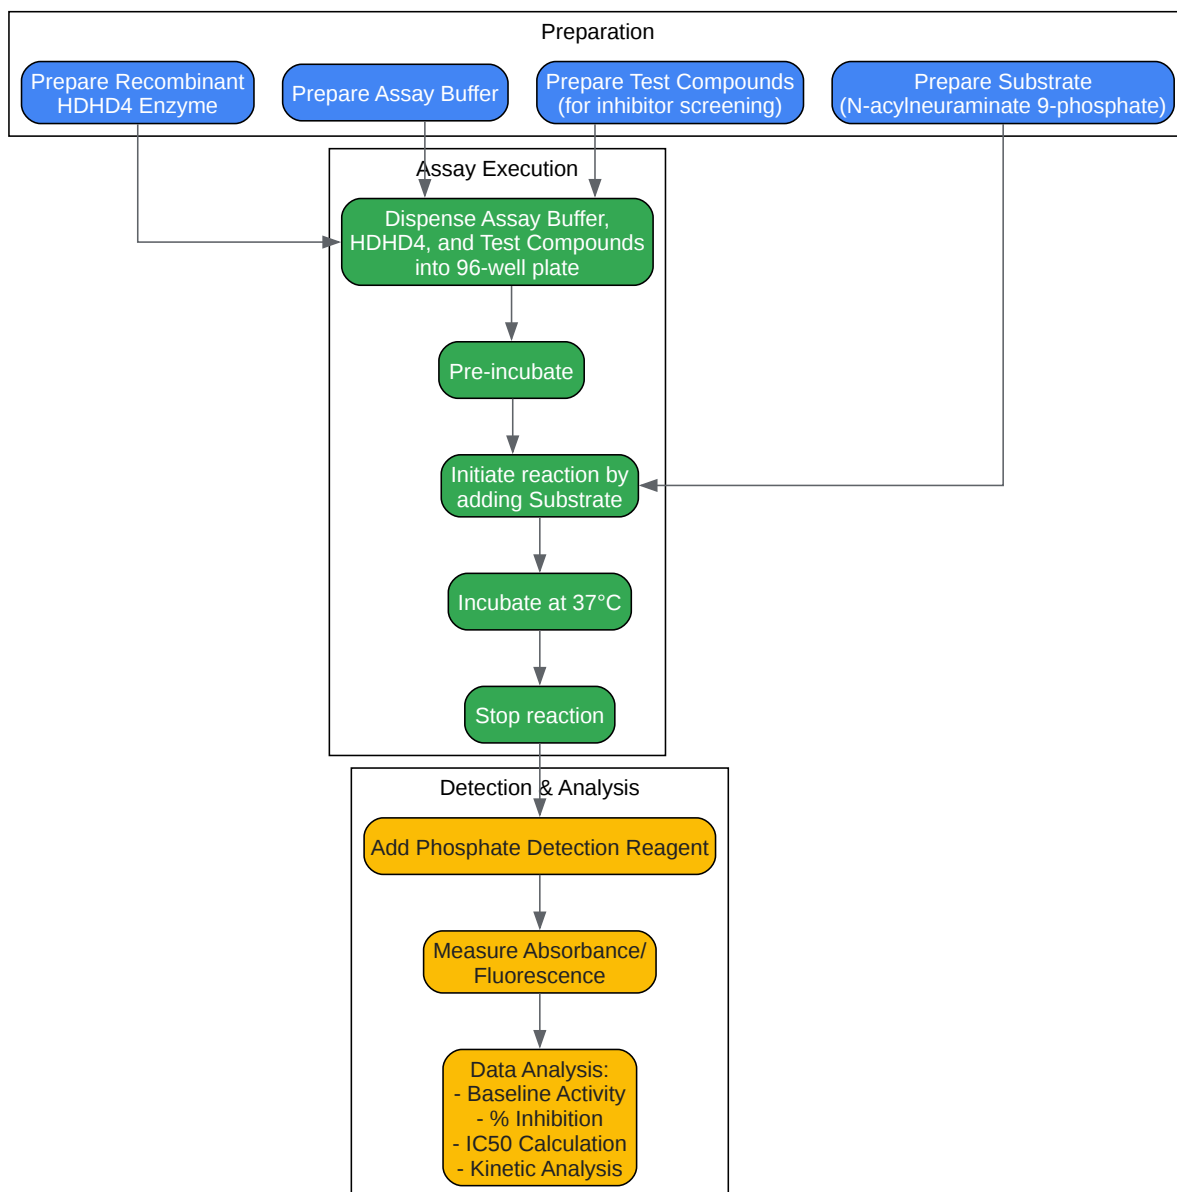 Preparation
Prepare Recombinant
HDHD4 Enzyme
Prepare Assay Buffer
Prepare Test Compounds
(for inhibitor screening)
Prepare Substrate
(N-acylneuraminate 9-phosphate)
Assay Execution
Dispense Assay Buffer,
HDHD4, and Test Compounds
into 96-well plate
Pre-incubate
Initiate reaction by
adding Substrate
Incubate at 37°C
Stop reaction
Detection & Analysis
Add Phosphate Detection Reagent
Measure Absorbance/
Fluorescence
Data Analysis:
- Baseline Activity
- % Inhibition
- IC50 Calculation
- Kinetic Analysis